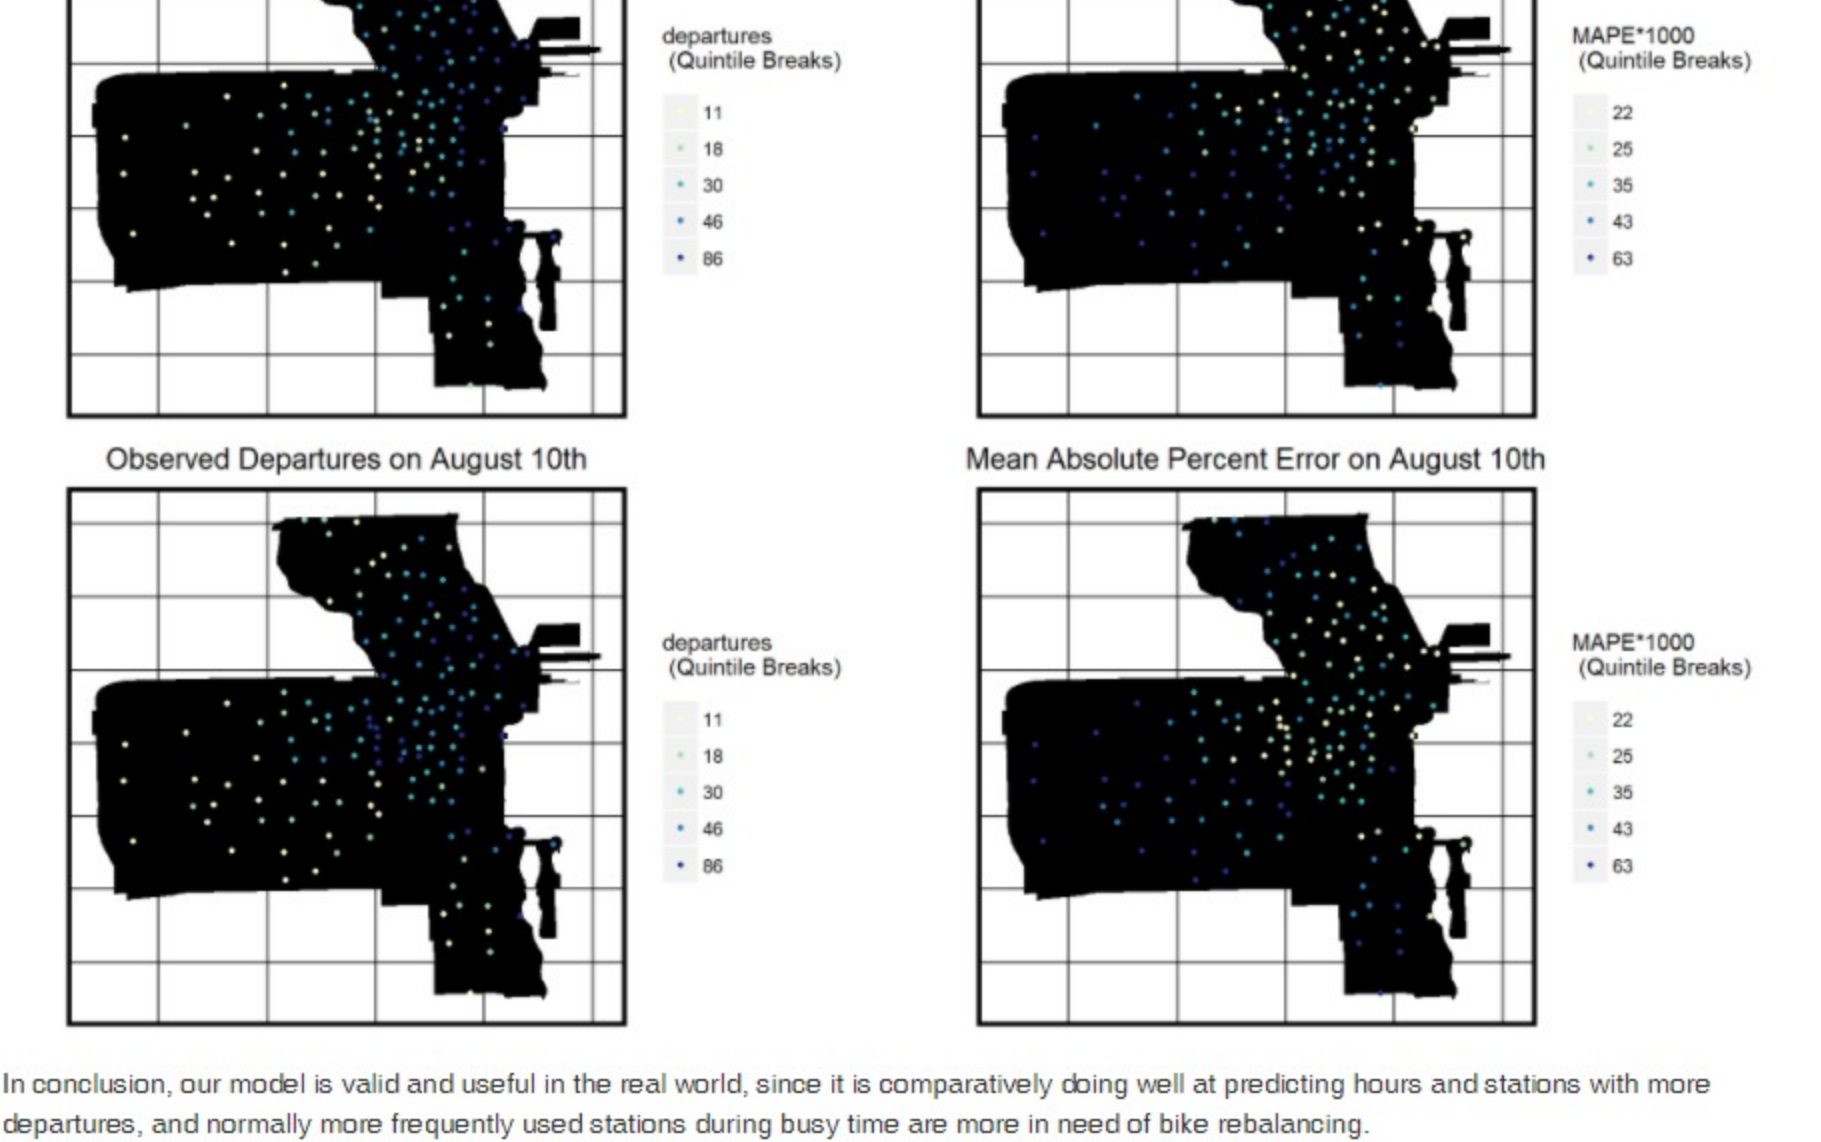 departures
(Quintile Breaks)
11
18
30
46
86
MAPE*1000
(Quintile Breaks)
22
25
35
43
63
Observed Departures on August 10th
Mean Absolute Percent Error on August 10th
departures
(Quintile Breaks)
11
18
30
46
86
MAPE*1000
(Quintile Breaks)
22
25
35
43
63
In conclusion, our model is valid and useful in the real world, since it is comparatively doing well at predicting hours and stations with more
departures, and normally more frequently used stations during busy time are more in need of bike rebalancing.